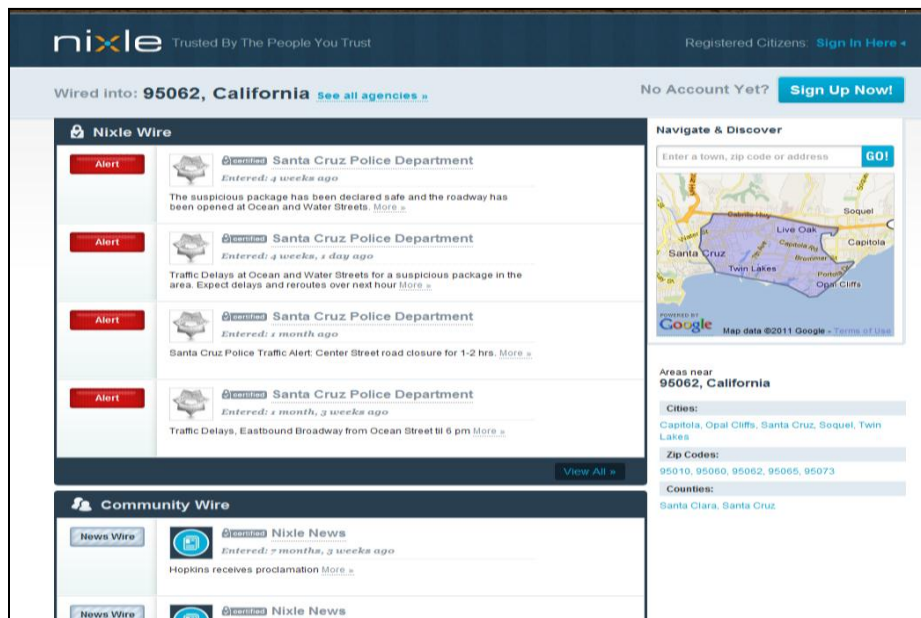 nixle Trusted By The People You Trust
Registered Citizens: Sign In Here
Wired into: 95062, California See all agencies »
No Account Yet? Sign Up Now!
Nixle Wire
Alert
certified Santa Cruz Police Department
Entered: 4 weeks ago
The suspicious package has been declared safe and the roadway has
been opened at Ocean and Water Streets. More »
Alert
certified Santa Cruz Police Department
Entered: 4 weeks, 1 day ago
Traffic Delays at Ocean and Water Streets for a suspicious package in the
area. Expect delays and reroutes over next hour More »
Alert
certified Santa Cruz Police Department
Entered: 1 month ago
Santa Cruz Police Traffic Alert: Center Street road closure for 1-2 hrs. More »
Alert
certified Santa Cruz Police Department
Entered: 1 month, 3 weeks ago
Traffic Delays, Eastbound Broadway from Ocean Street til 6 pm More »
View All »
Community Wire
News Wire
certified Nixle News
Entered: 7 months, 3 weeks ago
Hopkins receives proclamation More »
News Wire
certified Nixle News
Navigate & Discover
Enter a town, zip code or address GO!
Cabrillo Hwy
Soquel
Water St
Live Oak
Capitola Rd
Capitola
Santa Cruz
7th Ave
Brommer
Twin Lakes
Portola Dr
Opal Cliffs
POWERED BY
Google Map data ©2011 Google - Terms of Use
Areas near
95062, California
Cities:
Capitola, Opal Cliffs, Santa Cruz, Soquel, Twin
Lakes
Zip Codes:
95010, 95060, 95062, 95065, 95073
Counties:
Santa Clara, Santa Cruz